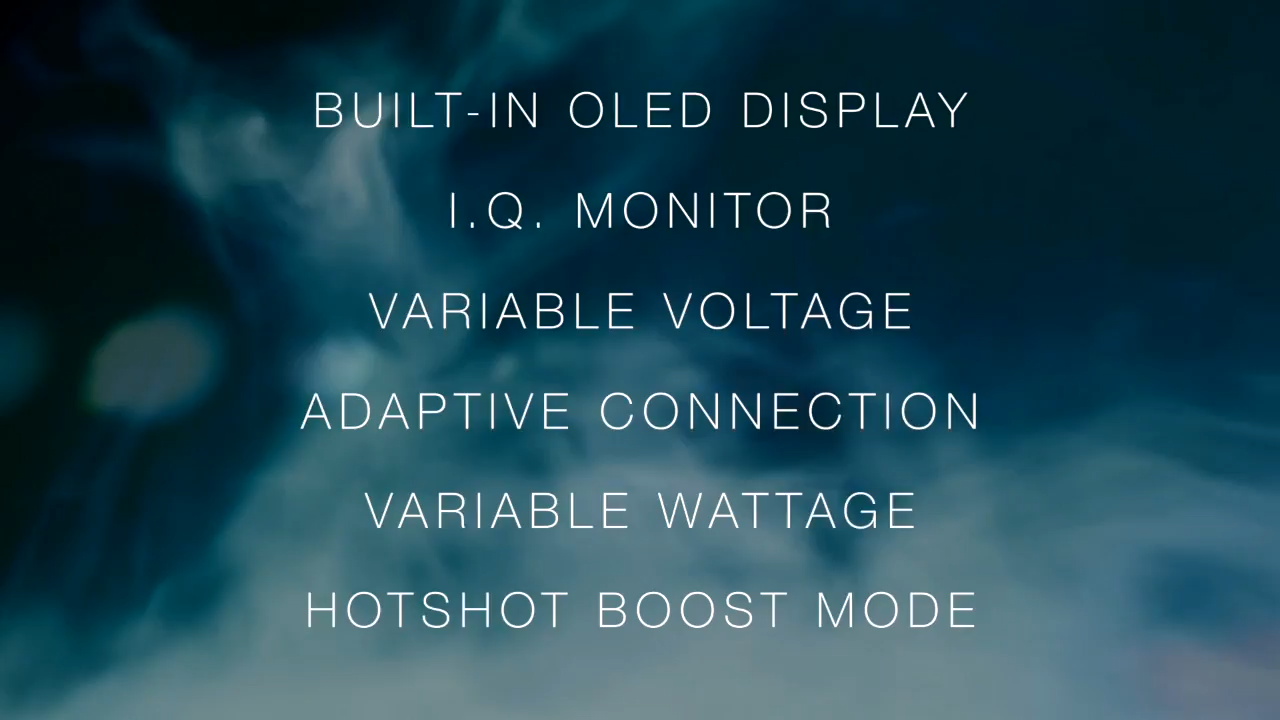 BUILT-IN OLED DISPLAY
I.Q. MONITOR
VARIABLE VOLTAGE
ADAPTIVE CONNECTION
VARIABLE WATTAGE
HOTSHOT BOOST MODE